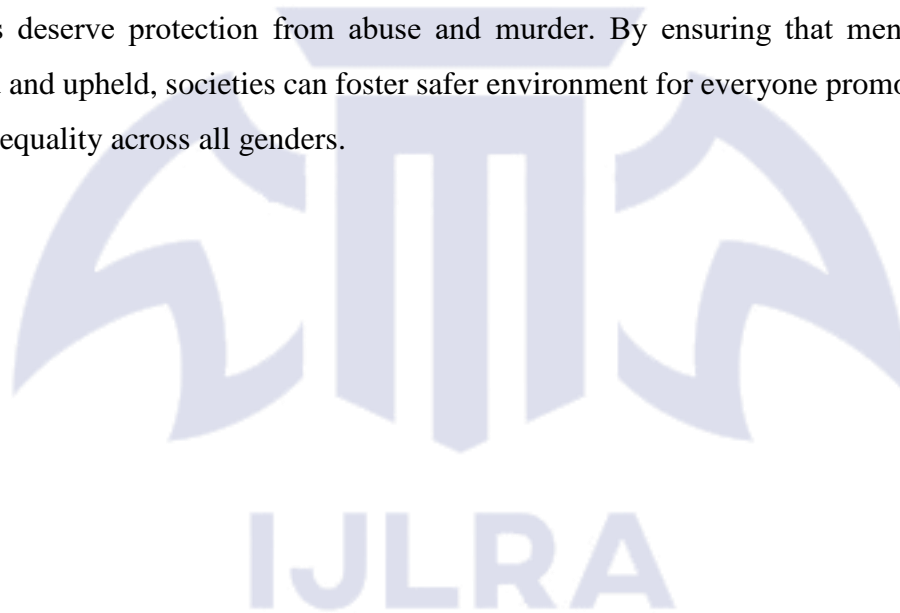 s deserve protection from abuse and murder. By ensuring that men
and upheld, societies can foster safer environment for everyone promo
equality across all genders.
IJLRA